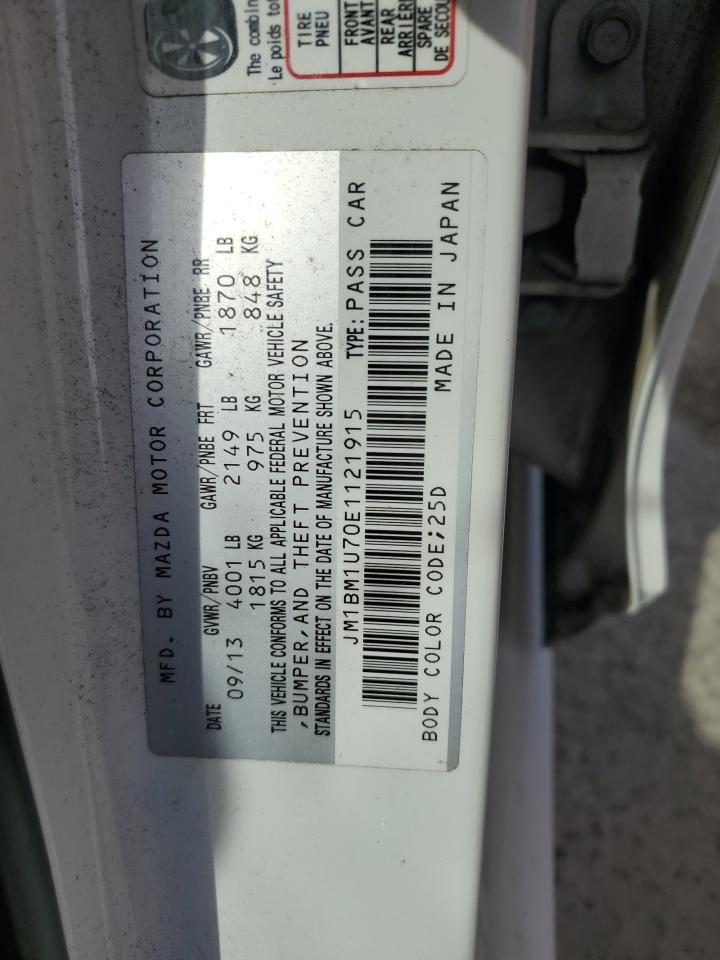 The combin
Le poids tot
TIRE
PNEU
FRONT
AVANT
REAR
ARRIÈRE
SPARE
DE SECOU
MFD. BY MAZDA MOTOR CORPORATION
DATE GVWR/PNBV GAWR/PNBE FRT GAWR/PNBE RR
09/13 4001 LB 2149 LB 1870 LB
1815 KG 975 KG 848 KG
THIS VEHICLE CONFORMS TO ALL APPLICABLE FEDERAL MOTOR VEHICLE SAFETY
,BUMPER, AND THEFT PREVENTION
STANDARDS IN EFFECT ON THE DATE OF MANUFACTURE SHOWN ABOVE.
JM1BM1U70E1121915 TYPE: PASS CAR
BODY COLOR CODE;25D MADE IN JAPAN